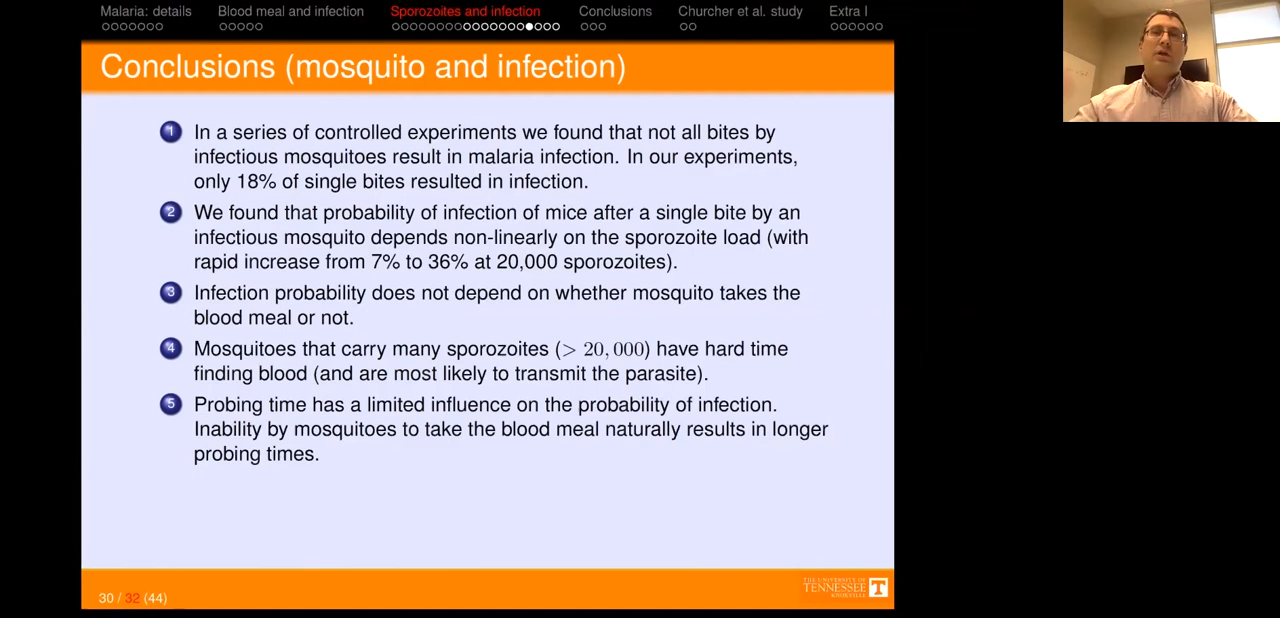 Malaria: details Blood meal and infection Sporozoites and infection Conclusions Churcher et al. study Extra I
Conclusions (mosquito and infection)
1 In a series of controlled experiments we found that not all bites by
infectious mosquitoes result in malaria infection. In our experiments,
only 18% of single bites resulted in infection.
2 We found that probability of infection of mice after a single bite by an
infectious mosquito depends non-linearly on the sporozoite load (with
rapid increase from 7% to 36% at 20,000 sporozoites).
3 Infection probability does not depend on whether mosquito takes the
blood meal or not.
4 Mosquitoes that carry many sporozoites (> 20, 000) have hard time
finding blood (and are most likely to transmit the parasite).
5 Probing time has a limited influence on the probability of infection.
Inability by mosquitoes to take the blood meal naturally results in longer
probing times.
THE UNIVERSITY OF
TENNESSEE
KNOXVILLE
T
30 / 32 (44)